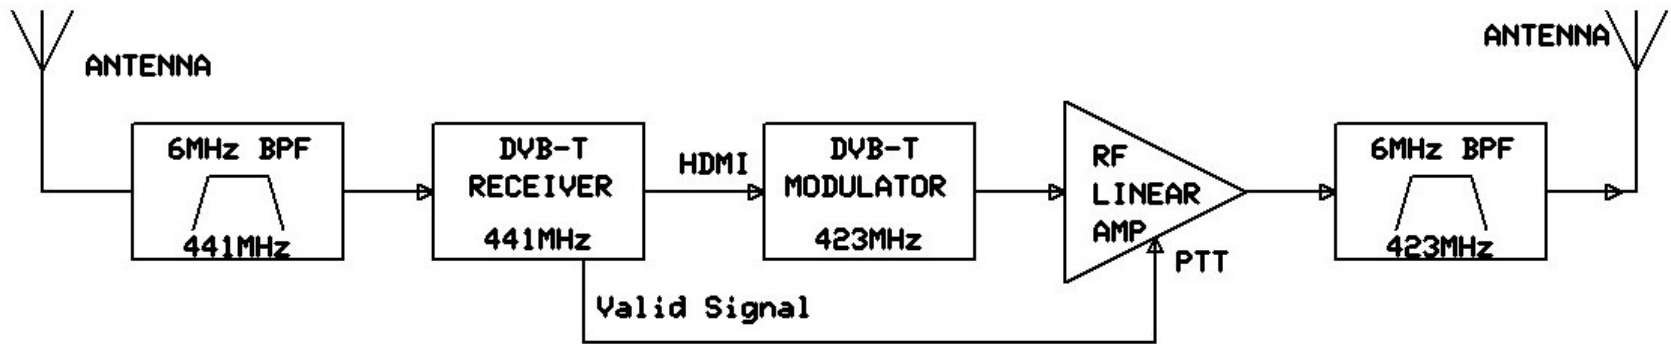 ANTENNA
6MHz BPF
441MHz
DVB-T
RECEIVER
441MHz
HDMI
DVB-T
MODULATOR
423MHz
RF
LINEAR
AMP
PTT
6MHz BPF
423MHz
ANTENNA
Valid Signal